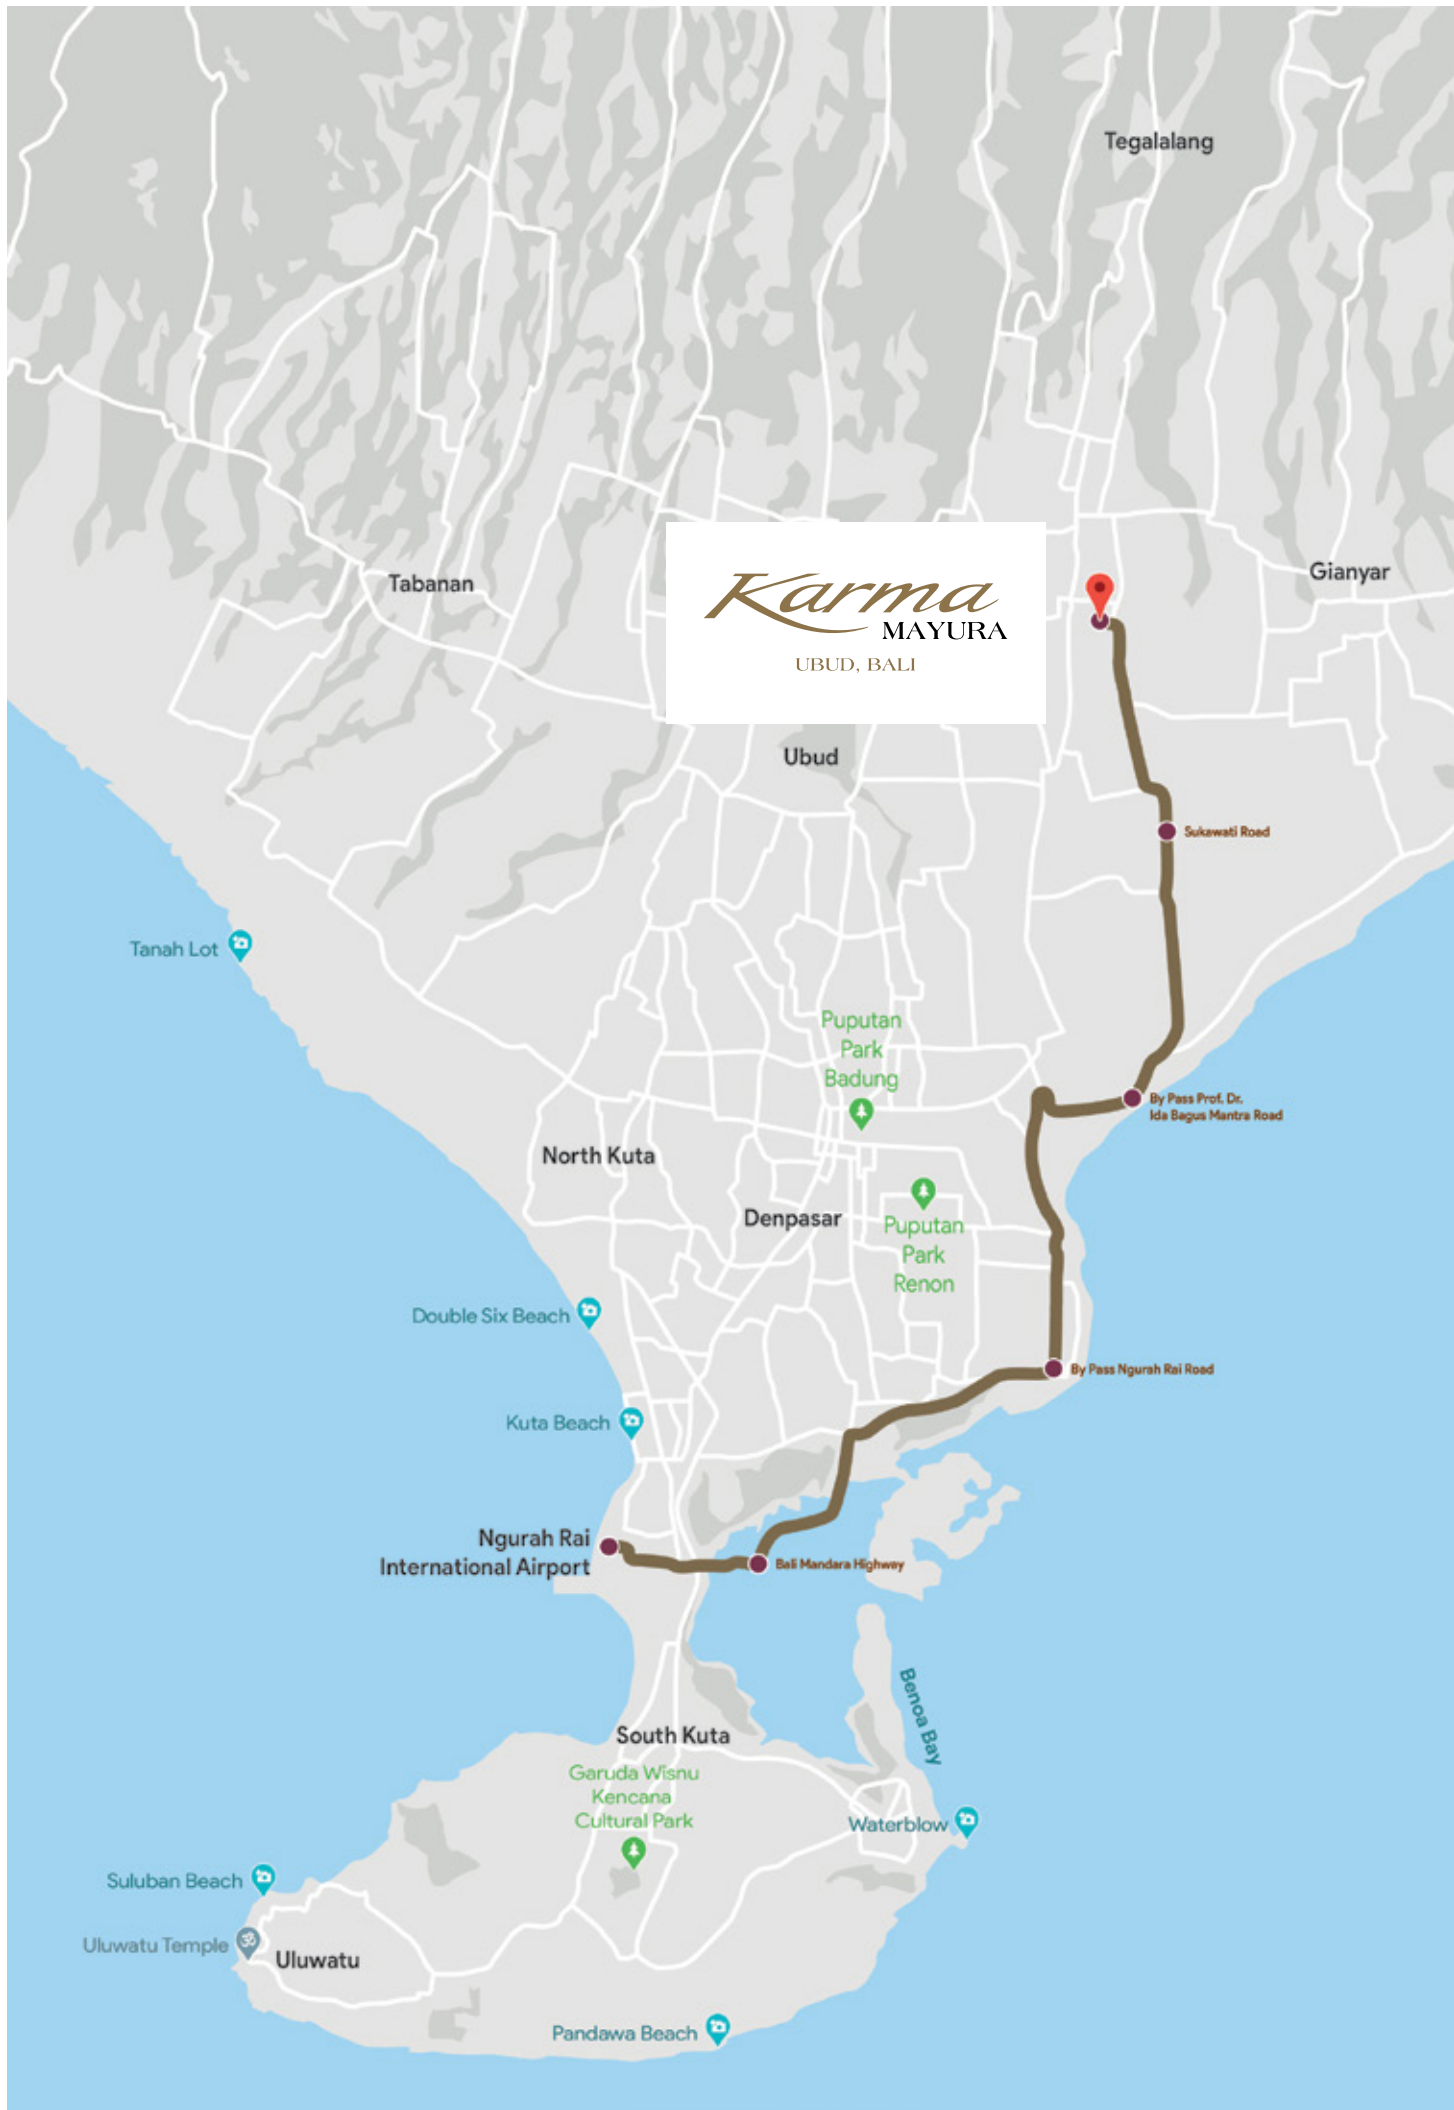 Tegalalang
Gianyar
Tabanan
Karma
MAYURA
UBUD, BALI
Ubud
Sukawati Road
Tanah Lot
Puputan
Park
Badung
By Pass Prof. Dr.
Ida Bagus Mantra Road
North Kuta
Denpasar
Puputan
Park
Renon
Double Six Beach
By Pass Ngurah Rai Road
Kuta Beach
Ngurah Rai
International Airport
Bali Mandara Highway
Benoa Bay
South Kuta
Garuda Wisnu
Kencana
Cultural Park
Waterblow
Suluban Beach
Uluwatu Temple
Uluwatu
Pandawa Beach